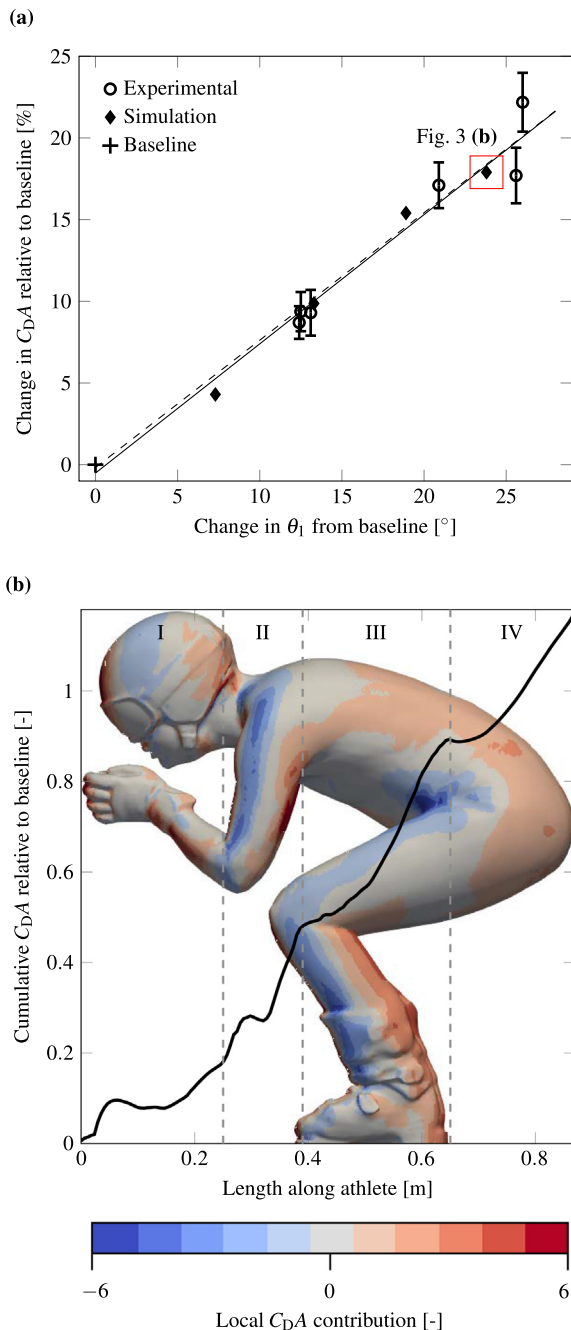 (a)
25
20
15
10
5
0
Change in C_D A relative to baseline [%]
Experimental
Simulation
Baseline
Fig. 3 (b)
0 5 10 15 20 25
Change in θ₁ from baseline [°]
(b)
I II III IV
1
0.8
0.6
0.4
0.2
0
Cumulative C_D A relative to baseline [-]
0 0.2 0.4 0.6 0.8
Length along athlete [m]
−6 0 6
Local C_D A contribution [-]